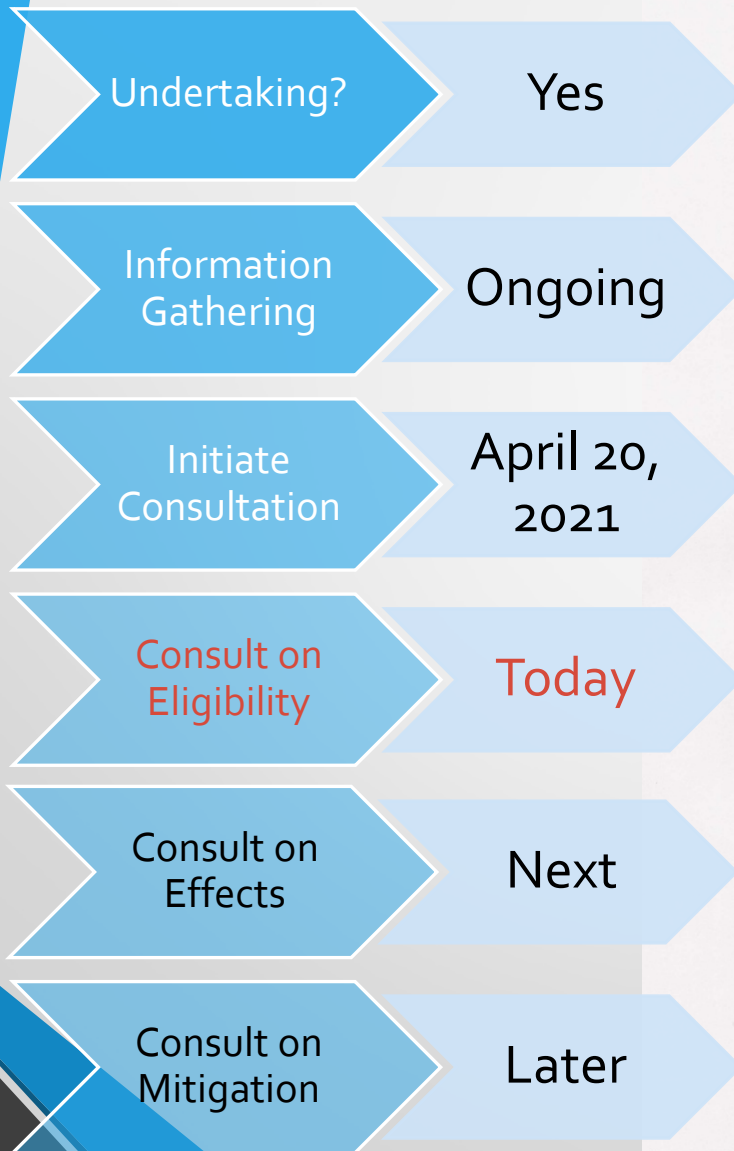 Undertaking?
Yes
Information
Gathering
Ongoing
Initiate
Consultation
April 20,
2021
Consult on
Eligibility
Today
Consult on
Effects
Next
Consult on
Mitigation
Later